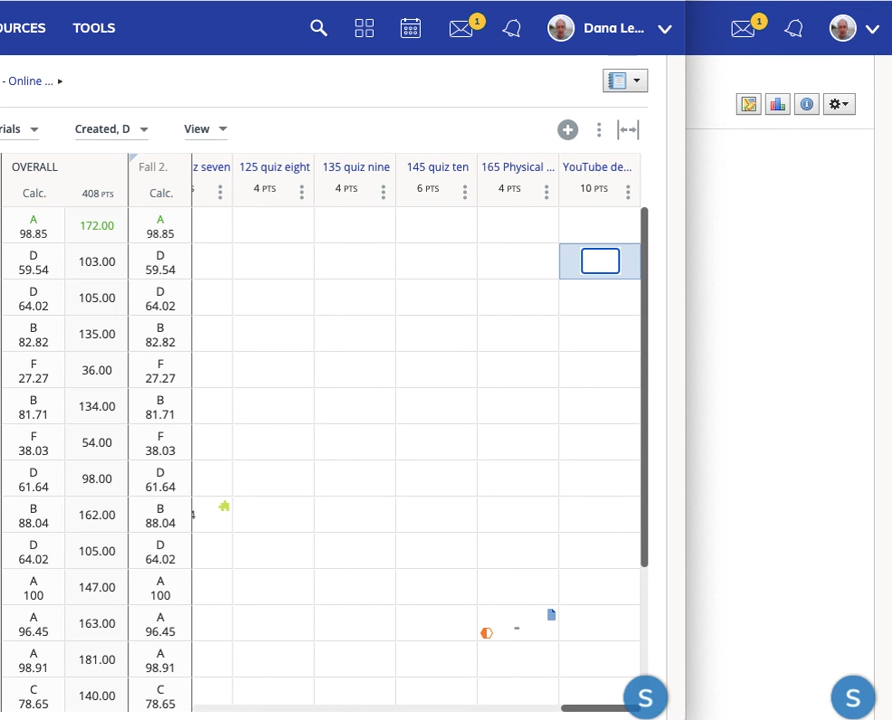 OURCES TOOLS 1 Dana Le... 1
- Online ...
rials Created, D View
OVERALL Fall 2. z seven 125 quiz eight 135 quiz nine 145 quiz ten 165 Physical ... YouTube de...
Calc. 408 PTS Calc. S 4 PTS 4 PTS 6 PTS 4 PTS 10 PTS
A 172.00 A
98.85 98.85
D 103.00 D
59.54 59.54
D 105.00 D
64.02 64.02
B 135.00 B
82.82 82.82
F 36.00 F
27.27 27.27
B 134.00 B
81.71 81.71
F 54.00 F
38.03 38.03
D 98.00 D
61.64 61.64
B 162.00 B 4
88.04 88.04
D 105.00 D
64.02 64.02
A 147.00 A
100 100
A 163.00 A –
96.45 96.45
A 181.00 A
98.91 98.91
C 140.00 C
78.65 78.65
S S